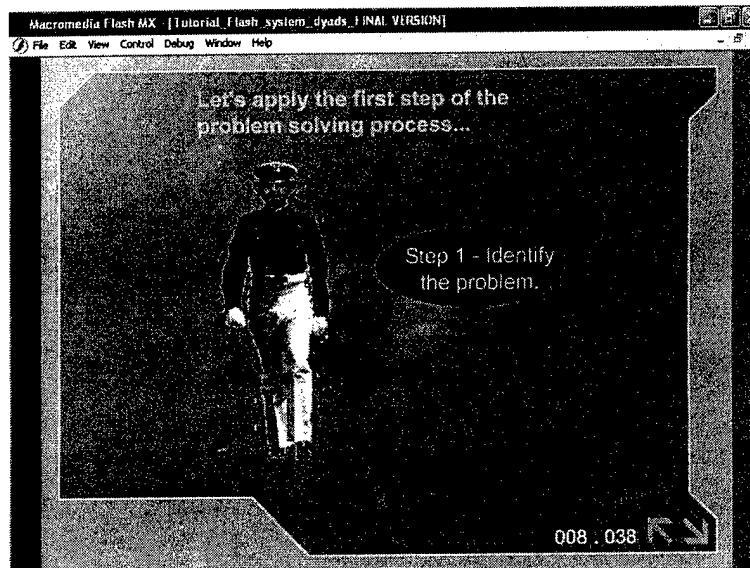 Macromedia Flash MX - [Tutorial_Flash_system_dyads_FINAL VERSION]
File Edit View Control Debug Window Help
Let's apply the first step of the
problem solving process...
Step 1 - Identify
the problem.
008 . 038